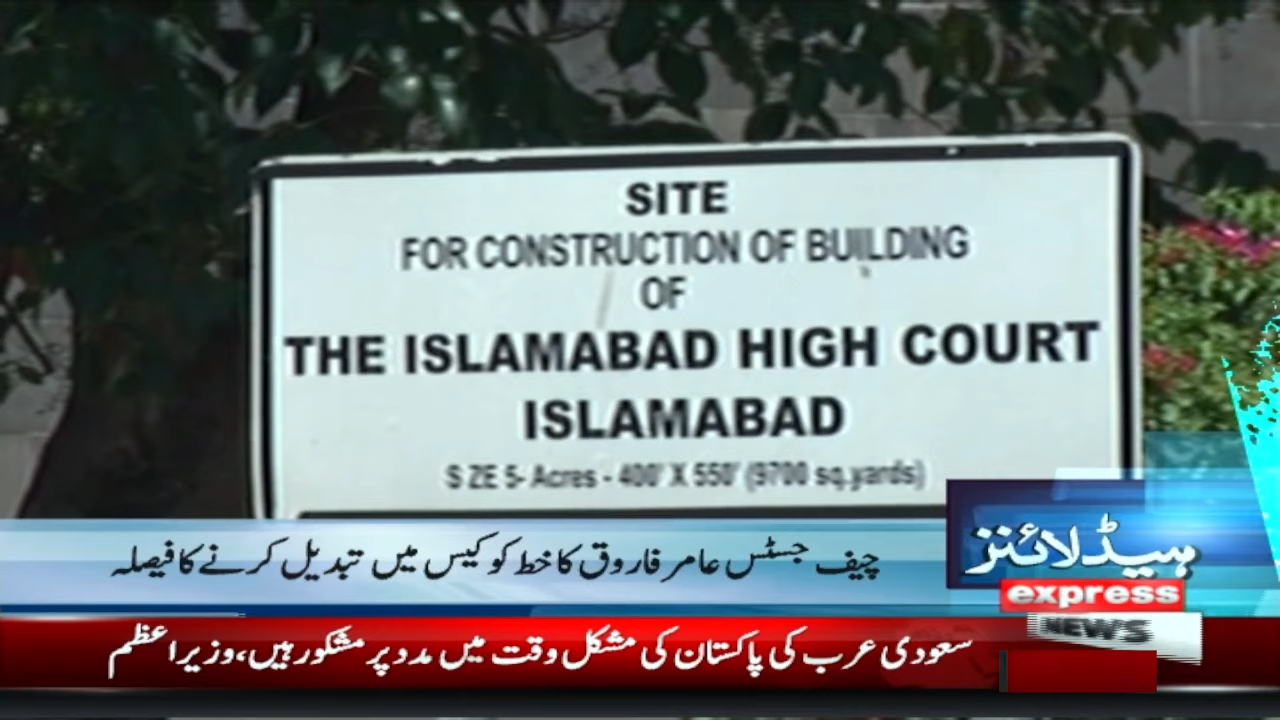 SITE
FOR CONSTRUCTION OF BUILDING
OF
THE ISLAMABAD HIGH COURT
ISLAMABAD
S ZE 5- Acres - 400' X 550' (9700 sq.yards)
ہیڈلائنز
چیف جسٹس عامر فاروق کا خط کو کیس میں تبدیل کرنے کا فیصلہ
express
NEWS
سعودی عرب کی پاکستان کی مشکل وقت میں مدد پر مشکور ہیں، وزیراعظم